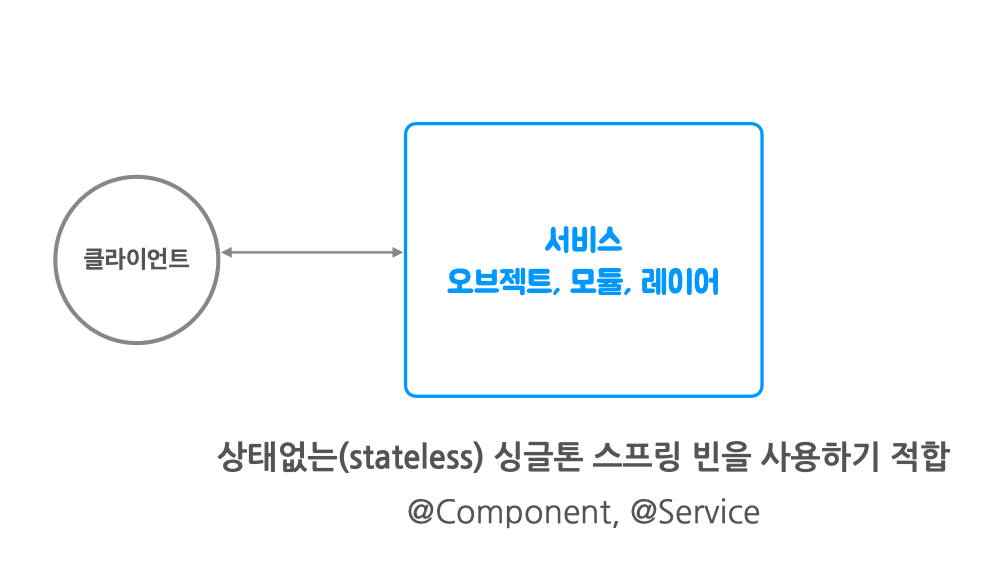 클라이언트
서비스
오브젝트, 모듈, 레이어
상태없는(stateless) 싱글톤 스프링 빈을 사용하기 적합
@Component, @Service